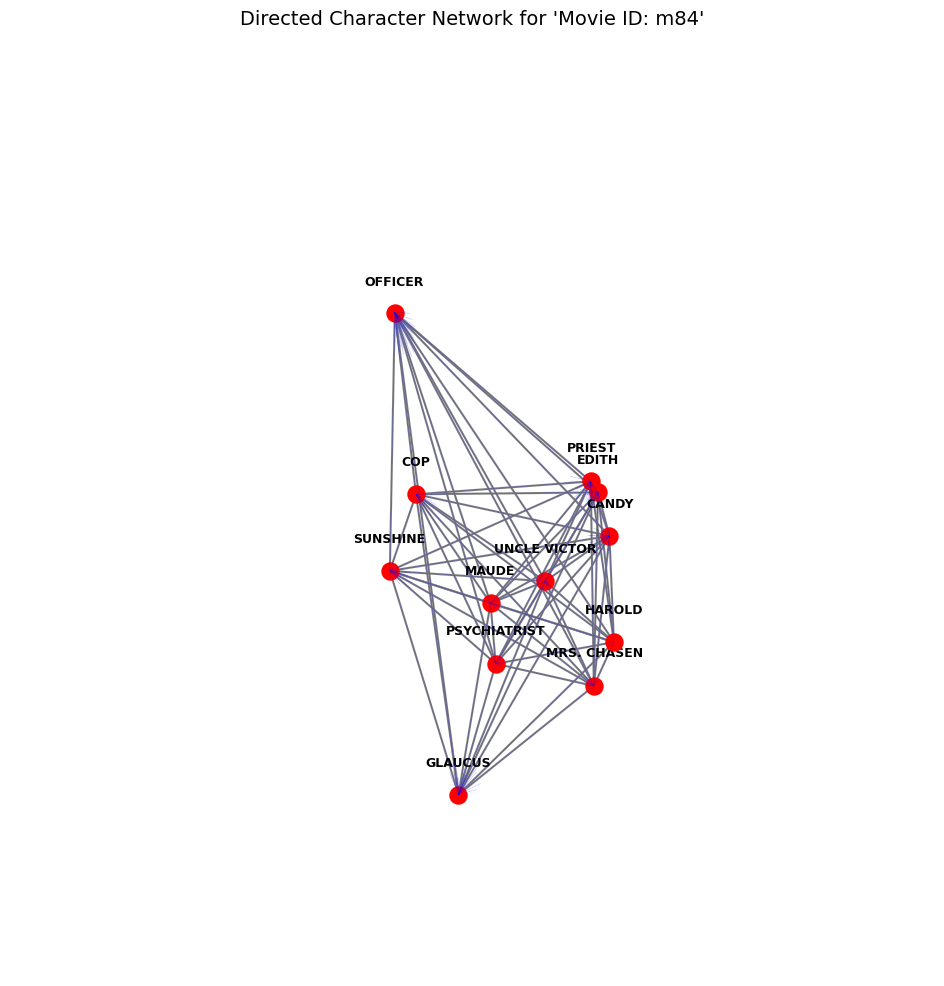 Directed Character Network for 'Movie ID: m84'
OFFICER
PRIEST
EDITH
COP
CANDY
SUNSHINE
UNCLE VICTOR
MAUDE
HAROLD
PSYCHIATRIST
MRS. CHASEN
GLAUCUS